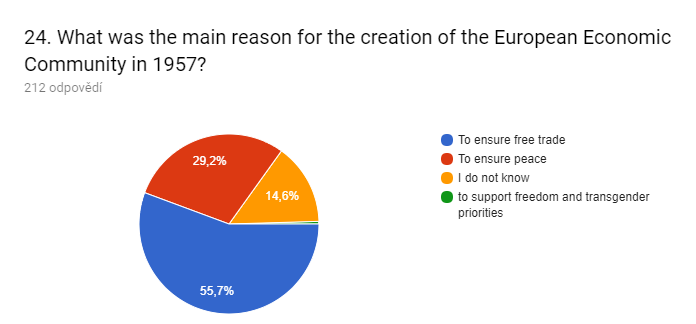 24. What was the main reason for the creation of the European Economic
Community in 1957?
212 odpovědí
29,2%
14,6%
55,7%
To ensure free trade
To ensure peace
I do not know
to support freedom and transgender
priorities